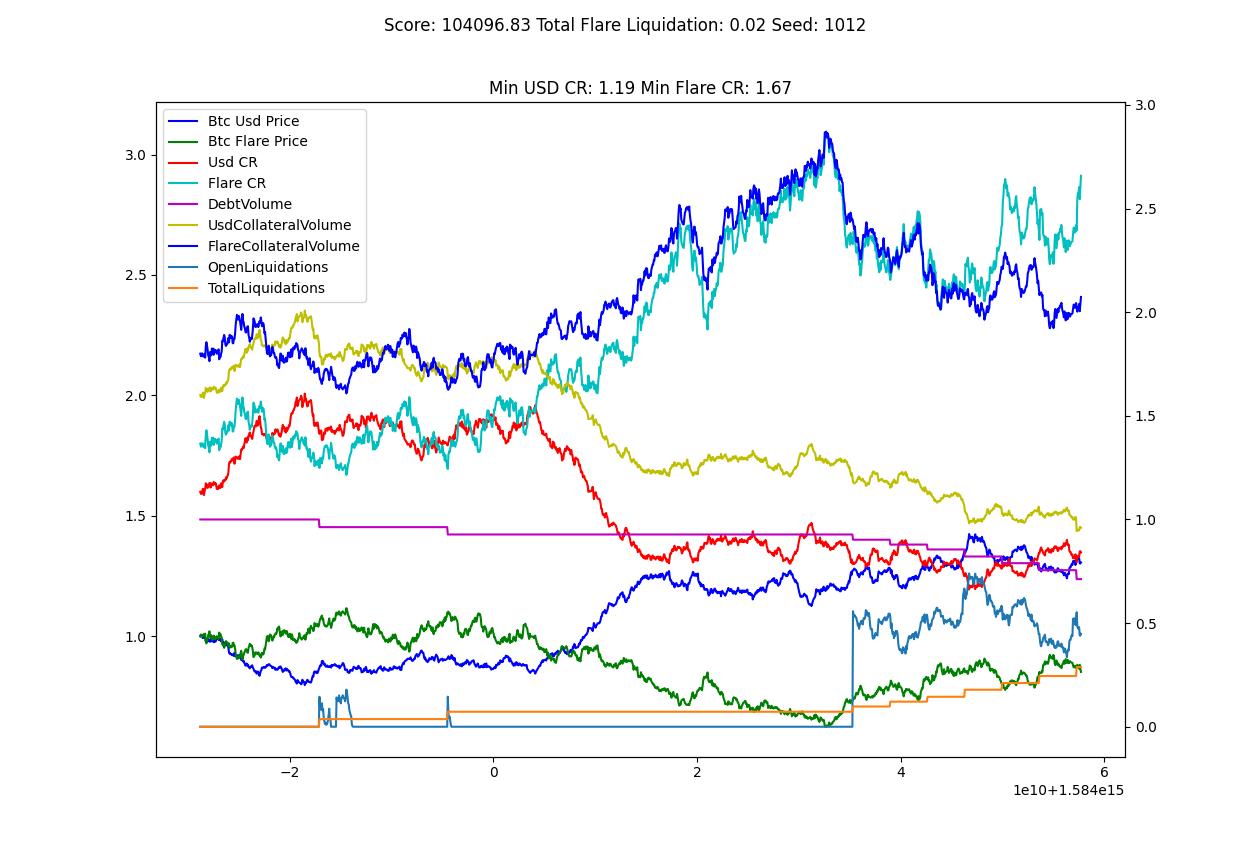 Score: 104096.83 Total Flare Liquidation: 0.02 Seed: 1012
Min USD CR: 1.19 Min Flare CR: 1.67
Btc Usd Price
Btc Flare Price
Usd CR
Flare CR
DebtVolume
UsdCollateralVolume
FlareCollateralVolume
OpenLiquidations
TotalLiquidations
3.0
2.5
2.0
1.5
1.0
3.0
2.5
2.0
1.5
1.0
0.5
0.0
−2 0 2 4 6
1e10+1.584e15